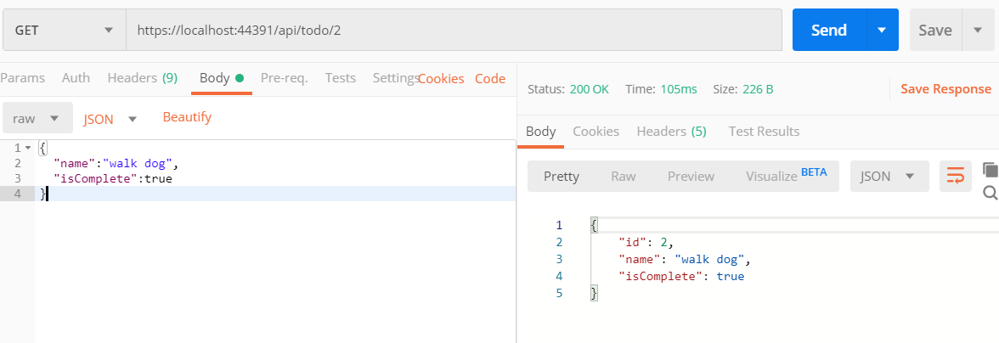 GET https://localhost:44391/api/todo/2 Send Save
Params Auth Headers (9) Body Pre-req. Tests Settings Cookies Code
raw JSON Beautify
1 {
2 "name":"walk dog",
3 "isComplete":true
4 }
Status: 200 OK Time: 105ms Size: 226 B Save Response
Body Cookies Headers (5) Test Results
Pretty Raw Preview Visualize BETA JSON
1 {
2 "id": 2,
3 "name": "walk dog",
4 "isComplete": true
5 }